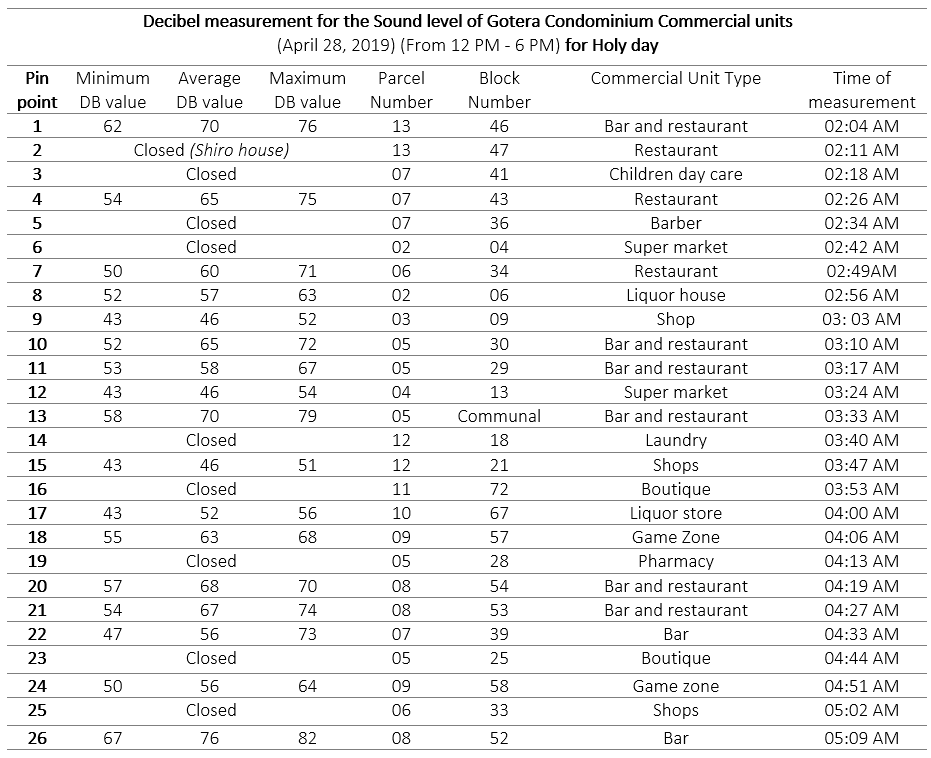 Decibel measurement for the Sound level of Gotera Condominium Commercial units
(April 28, 2019) (From 12 PM - 6 PM) for Holy day
Pin point Minimum DB value Average DB value Maximum DB value Parcel Number Block Number Commercial Unit Type Time of measurement
1 62 70 76 13 46 Bar and restaurant 02:04 AM
2 Closed (Shiro house) 13 47 Restaurant 02:11 AM
3 Closed 07 41 Children day care 02:18 AM
4 54 65 75 07 43 Restaurant 02:26 AM
5 Closed 07 36 Barber 02:34 AM
6 Closed 02 04 Super market 02:42 AM
7 50 60 71 06 34 Restaurant 02:49AM
8 52 57 63 02 06 Liquor house 02:56 AM
9 43 46 52 03 09 Shop 03: 03 AM
10 52 65 72 05 30 Bar and restaurant 03:10 AM
11 53 58 67 05 29 Bar and restaurant 03:17 AM
12 43 46 54 04 13 Super market 03:24 AM
13 58 70 79 05 Communal Bar and restaurant 03:33 AM
14 Closed 12 18 Laundry 03:40 AM
15 43 46 51 12 21 Shops 03:47 AM
16 Closed 11 72 Boutique 03:53 AM
17 43 52 56 10 67 Liquor store 04:00 AM
18 55 63 68 09 57 Game Zone 04:06 AM
19 Closed 05 28 Pharmacy 04:13 AM
20 57 68 70 08 54 Bar and restaurant 04:19 AM
21 54 67 74 08 53 Bar and restaurant 04:27 AM
22 47 56 73 07 39 Bar 04:33 AM
23 Closed 05 25 Boutique 04:44 AM
24 50 56 64 09 58 Game zone 04:51 AM
25 Closed 06 33 Shops 05:02 AM
26 67 76 82 08 52 Bar 05:09 AM